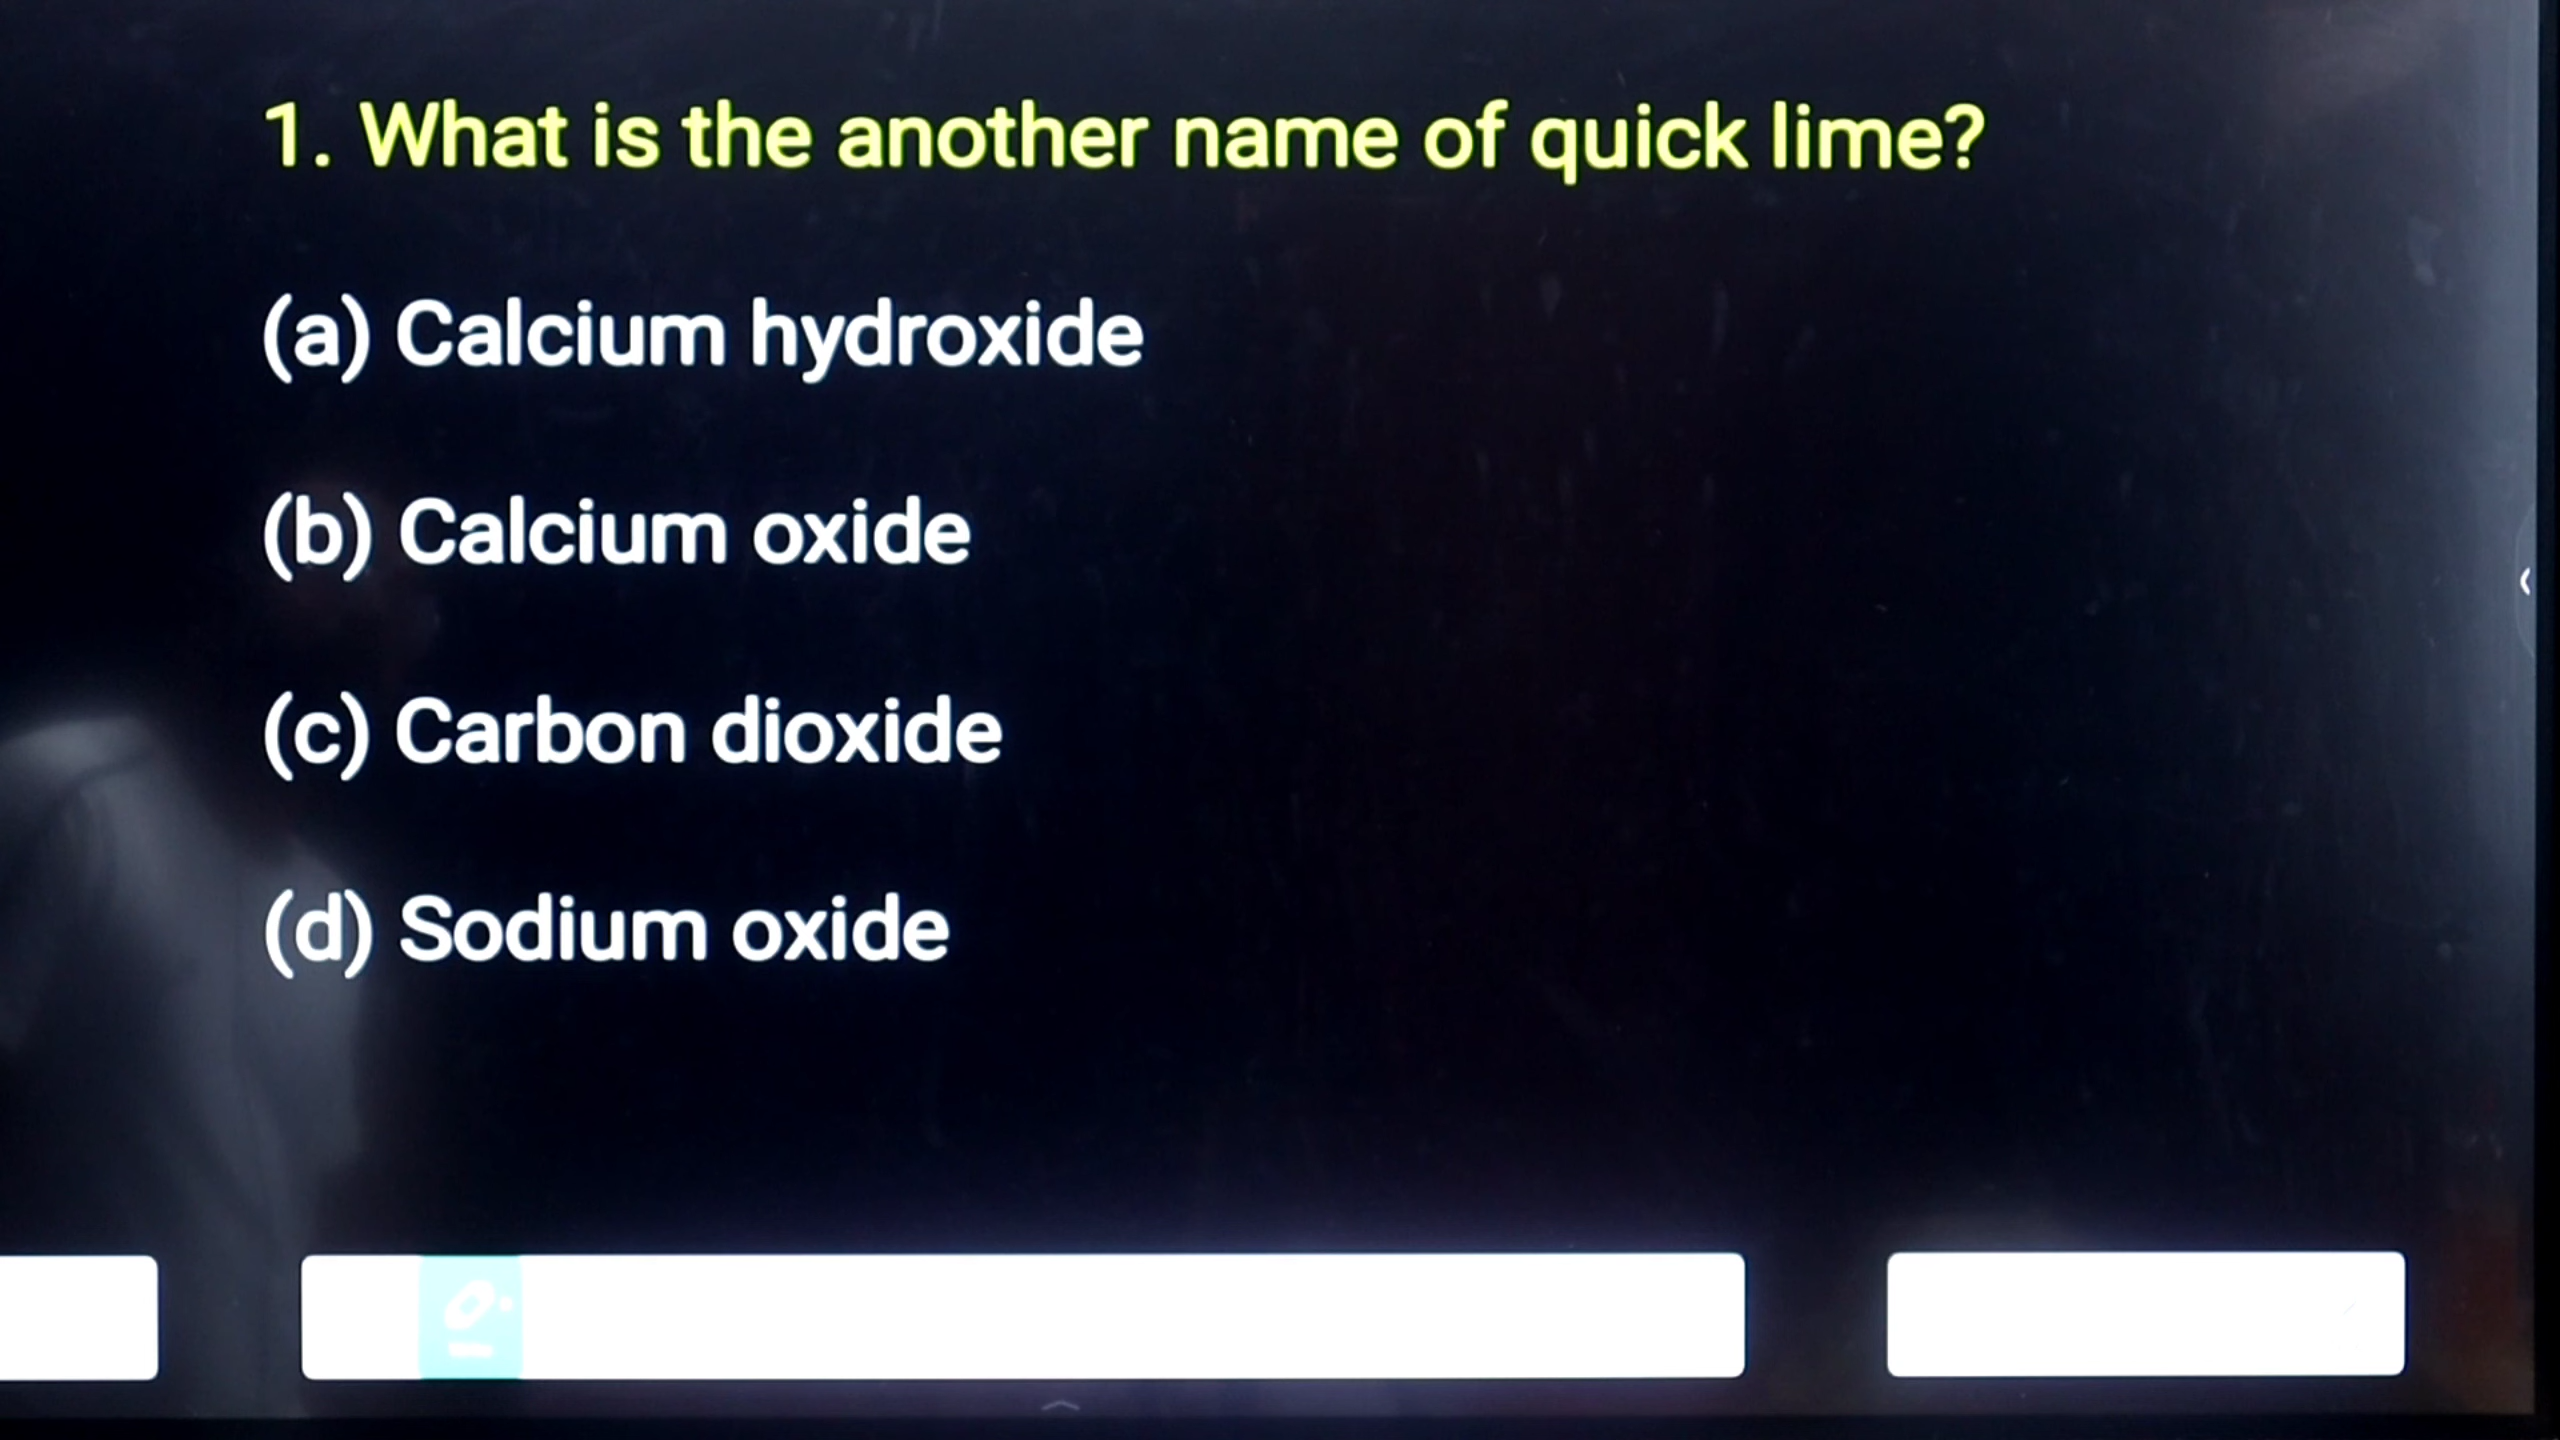 1. What is the another name of quick lime?
(a) Calcium hydroxide
(b) Calcium oxide
(c) Carbon dioxide
(d) Sodium oxide